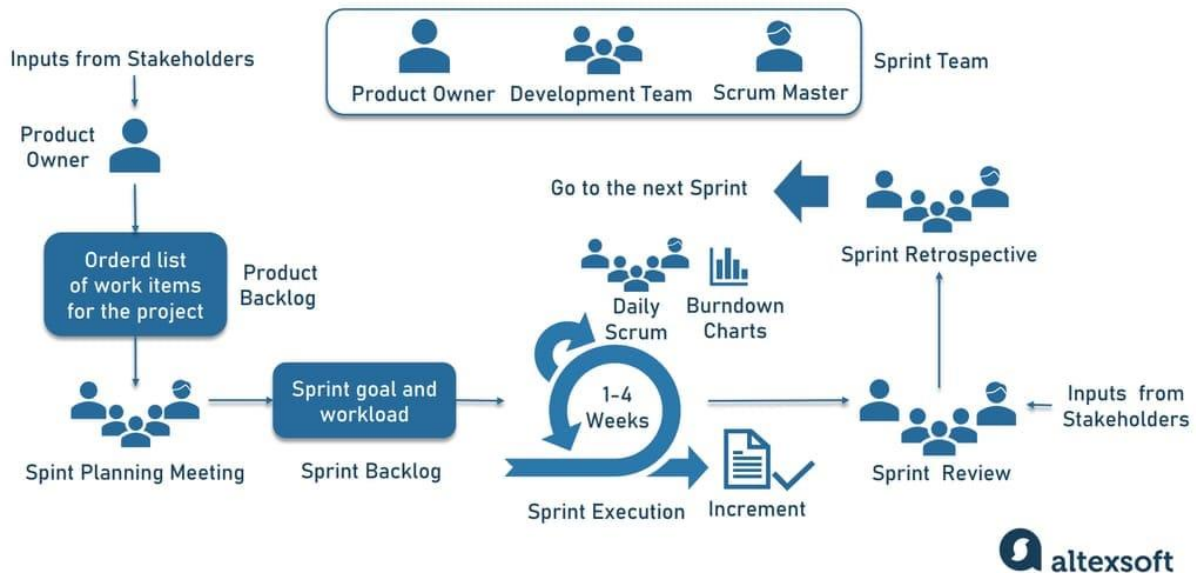 Inputs from Stakeholders
Product
Owner
Orderd list
of work items
for the project
Product
Backlog
Spint Planning Meeting
Sprint goal and
workload
Sprint Backlog
Product Owner
Development Team
Scrum Master
Sprint Team
Go to the next Sprint
Daily
Scrum
Burndown
Charts
1-4
Weeks
Sprint Execution
Increment
Sprint Retrospective
Inputs from
Stakeholders
Sprint Review
altexsoft